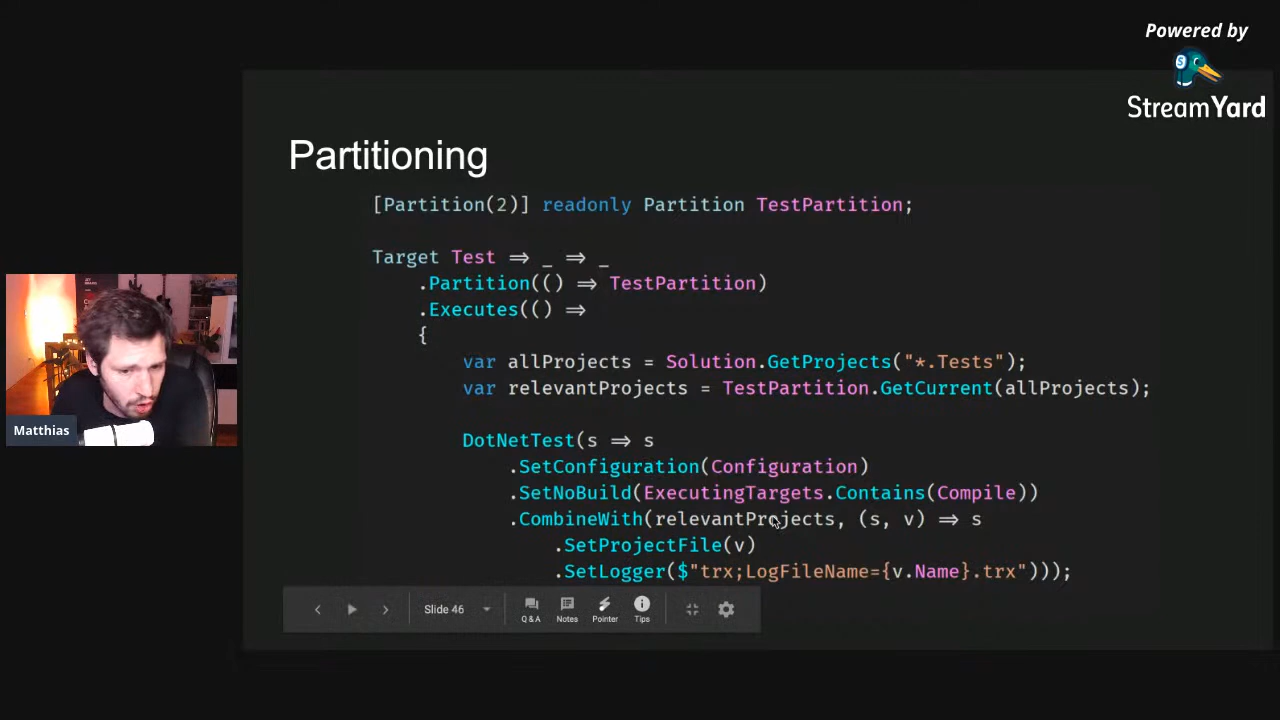 Powered by
StreamYard
Partitioning
[Partition(2)] readonly Partition TestPartition;
Target Test ⇒ _ ⇒ _
.Partition(() ⇒ TestPartition)
.Executes(() ⇒
{
var allProjects = Solution.GetProjects("*.Tests");
var relevantProjects = TestPartition.GetCurrent(allProjects);
DotNetTest(s ⇒ s
.SetConfiguration(Configuration)
.SetNoBuild(ExecutingTargets.Contains(Compile))
.CombineWith(relevantProjects, (s, v) ⇒ s
.SetProjectFile(v)
.SetLogger($"trx;LogFileName={v.Name}.trx")));
Matthias
Slide 46
Q & A
Notes
Pointer
Tips